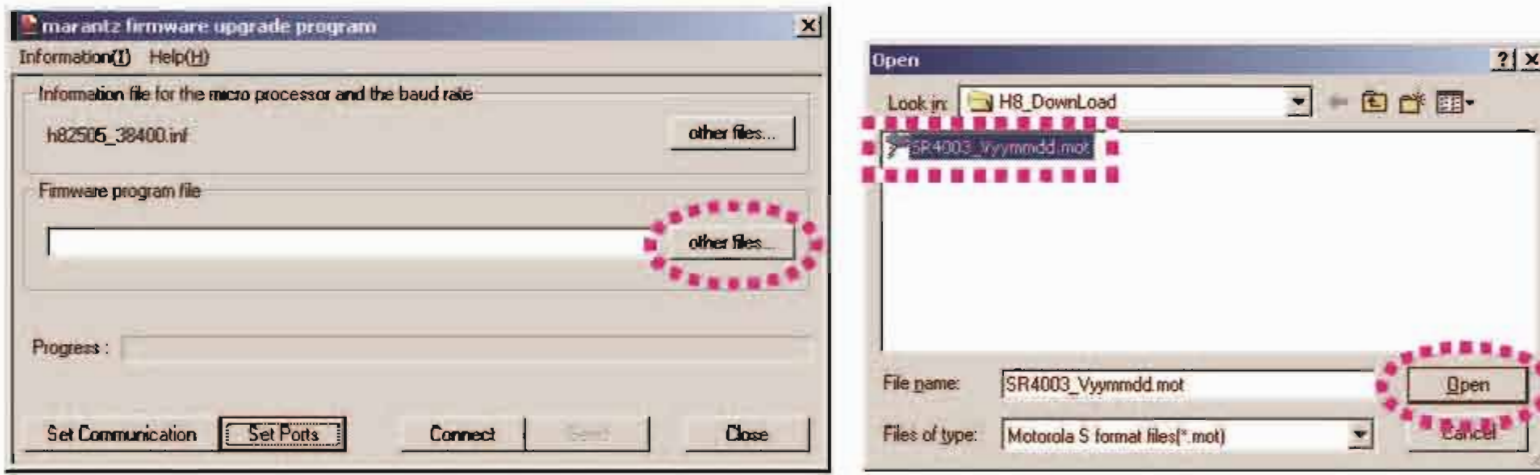 marantz firmware upgrade program
Information(I) Help(H)
Information file for the micro processor and the baud rate
h82505_38400.inf
other files...
Firmware program file
other files...
Progress :
Set Communication Set Ports Connect Send Close
Open
Look in: H8_DownLoad
SR4003_Vyymmdd.mot
File name: SR4003_Vyymmdd.mot Open
Files of type: Motorola S format files(*.mot) Cancel